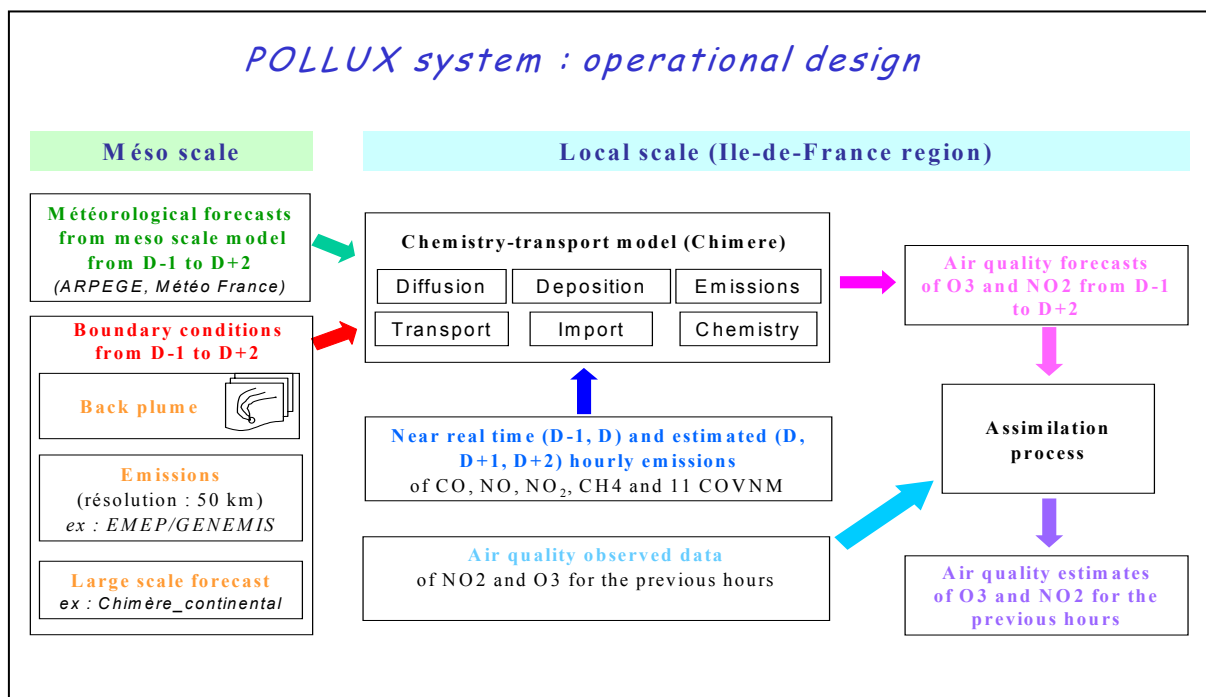 POLLUX system : operational design
Méso scale
Local scale (Ile-de-France region)
Météorological forecasts
from meso scale model
from D-1 to D+2
(ARPEGE, Météo France)
Boundary conditions
from D-1 to D+2
Back plume
Emissions
(résolution : 50 km)
ex : EMEP/GENEMIS
Large scale forecast
ex : Chimère_continental
Chemistry-transport model (Chimere)
Diffusion
Deposition
Emissions
Transport
Import
Chemistry
Near real time (D-1, D) and estimated (D,
D+1, D+2) hourly emissions
of CO, NO, NO₂, CH4 and 11 COVNM
Air quality observed data
of NO2 and O3 for the previous hours
Air quality forecasts
of O3 and NO2 from D-1
to D+2
Assimilation
process
Air quality estimates
of O3 and NO2 for the
previous hours